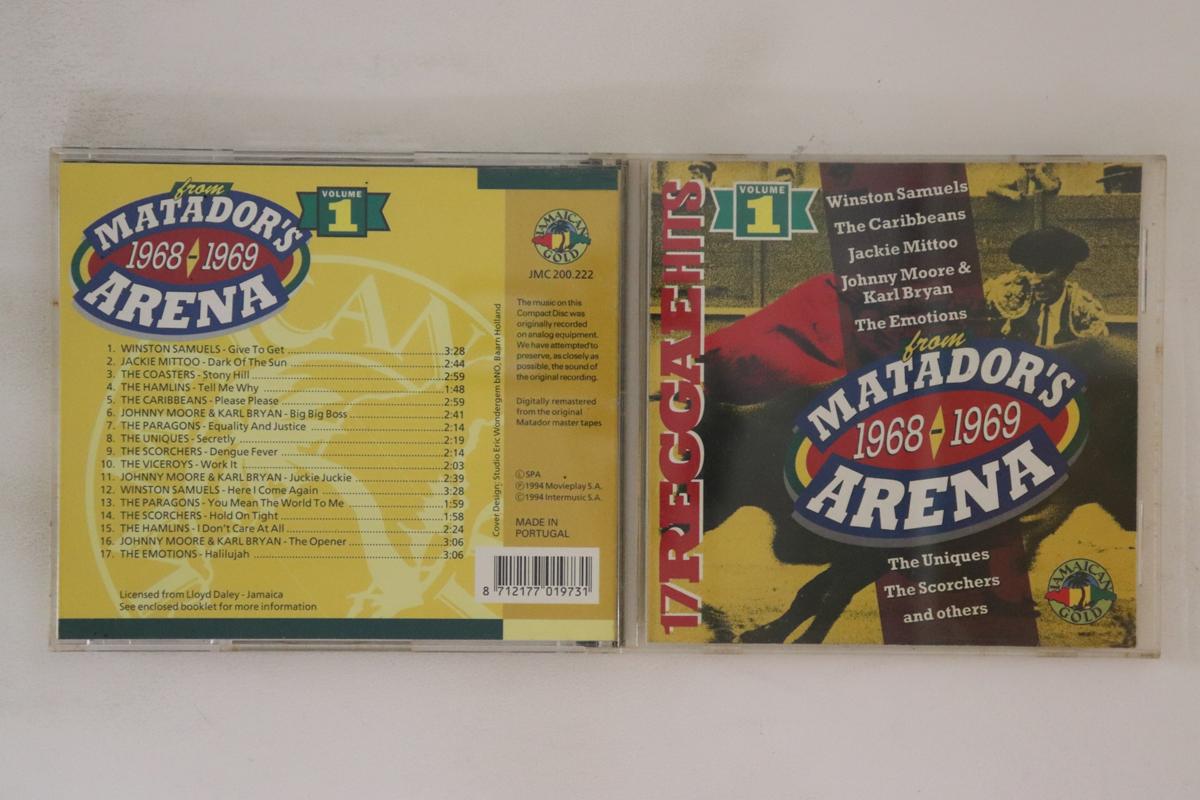 from
MATADOR'S
1968-1969
ARENA
VOLUME
1
1. WINSTON SAMUELS - Give To Get 3:28
2. JACKIE MITTOO - Dark Of The Sun 2:44
3. THE COASTERS - Stony Hill 2:59
4. THE HAMLINS - Tell Me Why 1:48
5. THE CARIBBEANS - Please Please 2:59
6. JOHNNY MOORE & KARL BRYAN - Big Big Boss 2:41
7. THE PARAGONS - Equality And Justice 2:14
8. THE UNIQUES - Secretly 2:19
9. THE SCORCHERS - Dengue Fever 2:14
10. THE VICEROYS - Work It 2:03
11. JOHNNY MOORE & KARL BRYAN - Juckie Juckie 2:39
12. WINSTON SAMUELS - Here I Come Again 3:28
13. THE PARAGONS - You Mean The World To Me 1:59
14. THE SCORCHERS - Hold On Tight 1:58
15. THE HAMLINS - I Don't Care At All 2:24
16. JOHNNY MOORE & KARL BRYAN - The Opener 3:06
17. THE EMOTIONS - Halilujah 3:06
Licensed from Lloyd Daley - Jamaica
See enclosed booklet for more information
Cover Design: Studio Eric Wondergem bNO, Baarn Holland
JAMAICAN
GOLD
JMC 200.222
The music on this
Compact Disc was
originally recorded
on analog equipment.
We have attempted to
preserve, as closely as
possible, the sound of
the original recording.
Digitally remastered
from the original
Matador master tapes
Ⓛ SPA
Ⓟ 1994 Movieplay S.A.
© 1994 Intermusic S.A.
MADE IN
PORTUGAL
8 712177 019731
17 REGGAE HITS
VOLUME
1
Winston Samuels
The Caribbeans
Jackie Mittoo
Johnny Moore &
Karl Bryan
The Emotions
from
MATADOR'S
1968-1969
ARENA
The Uniques
The Scorchers
and others
JAMAICAN
GOLD